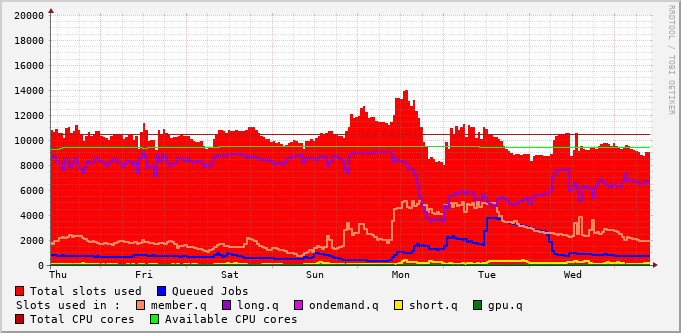 RRDTOOL / TOBI OETIKER
20000
18000
16000
14000
12000
10000
8000
6000
4000
2000
0
Thu Fri Sat Sun Mon Tue Wed
Total slots used Queued Jobs
Slots used in : member.q long.q ondemand.q short.q gpu.q
Total CPU cores Available CPU cores